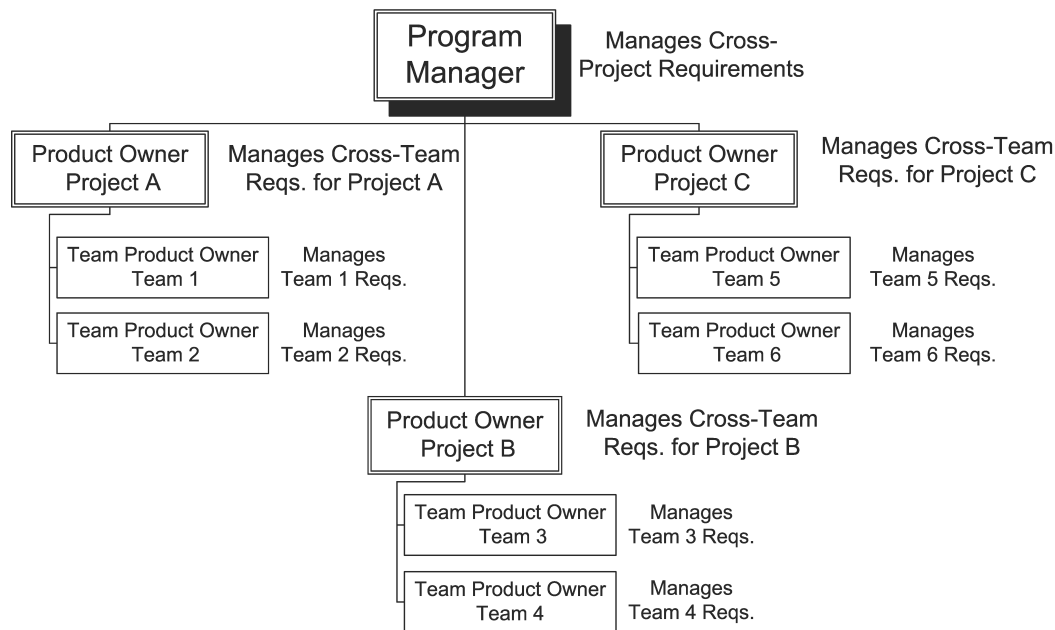 Program
Manager
Manages Cross-
Project Requirements
Product Owner
Project A
Manages Cross-Team
Reqs. for Project A
Team Product Owner
Team 1
Manages
Team 1 Reqs.
Team Product Owner
Team 2
Manages
Team 2 Reqs.
Product Owner
Project C
Manages Cross-Team
Reqs. for Project C
Team Product Owner
Team 5
Manages
Team 5 Reqs.
Team Product Owner
Team 6
Manages
Team 6 Reqs.
Product Owner
Project B
Manages Cross-Team
Reqs. for Project B
Team Product Owner
Team 3
Manages
Team 3 Reqs.
Team Product Owner
Team 4
Manages
Team 4 Reqs.